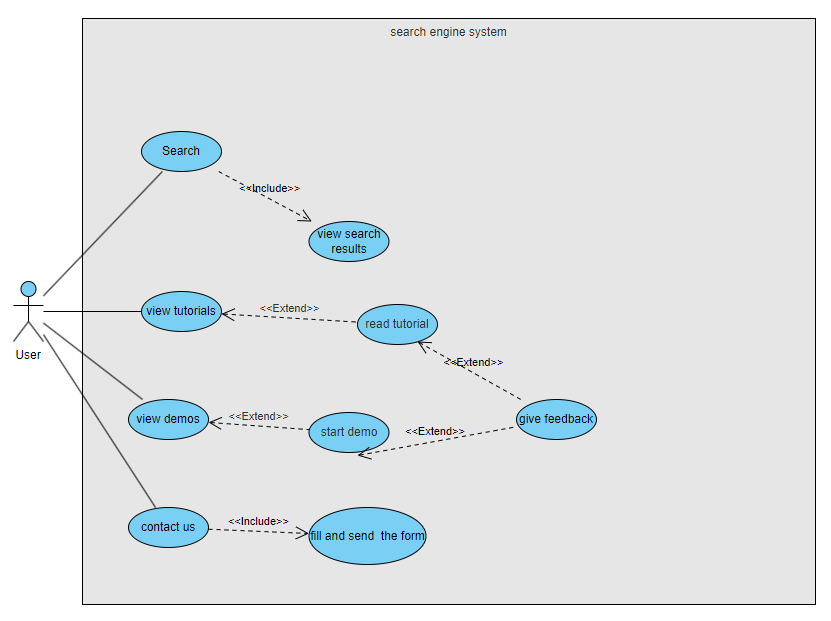 search engine system
Search
<<Include>>
view search
results
view tutorials
<<Extend>>
read tutorial
User
<<Extend>>
view demos
<<Extend>>
start demo
<<Extend>>
give feedback
contact us
<<Include>>
fill and send  the form